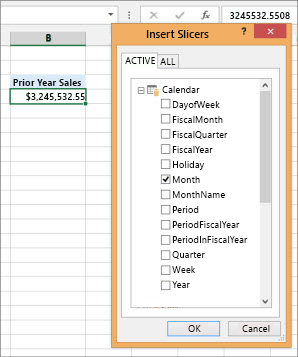 fx 3245532.5508
B
Insert Slicers
ACTIVE ALL
Calendar
Prior Year Sales
$3,245,532.55
DayofWeek
FiscalMonth
FiscalQuarter
FiscalYear
Holiday
Month
MonthName
Period
PeriodFiscalYear
PeriodInFiscalYear
Quarter
Week
Year
OK Cancel